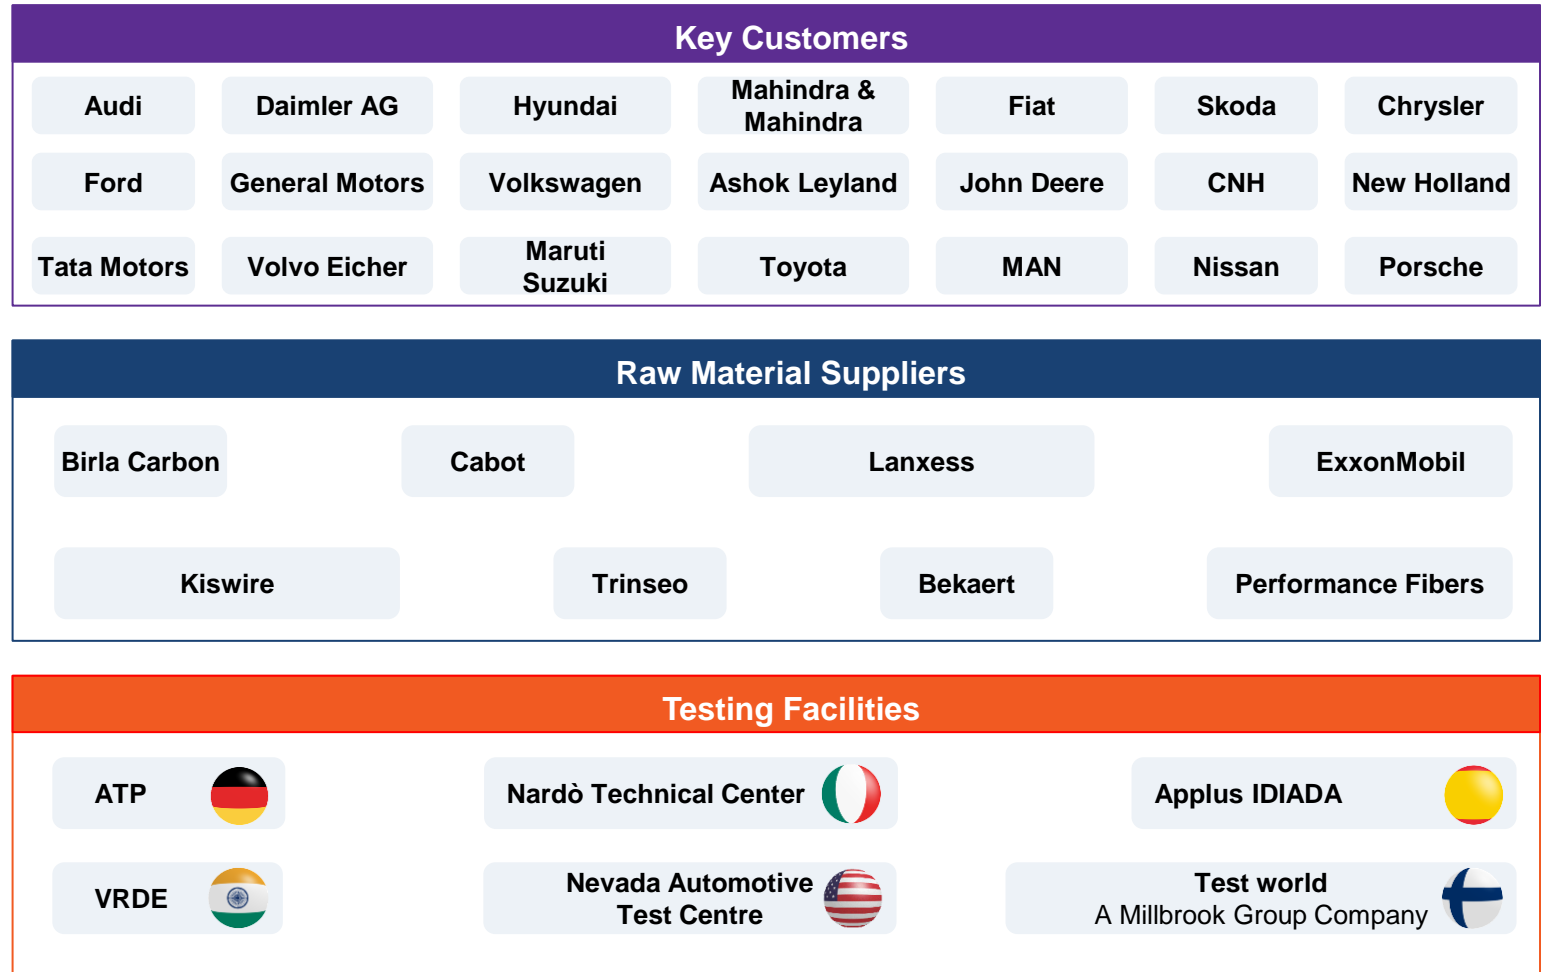 Key Customers
Audi
Daimler AG
Hyundai
Mahindra &
Mahindra
Fiat
Skoda
Chrysler
Ford
General Motors
Volkswagen
Ashok Leyland
John Deere
CNH
New Holland
Tata Motors
Volvo Eicher
Maruti
Suzuki
Toyota
MAN
Nissan
Porsche
Raw Material Suppliers
Birla Carbon
Cabot
Lanxess
ExxonMobil
Kiswire
Trinseo
Bekaert
Performance Fibers
Testing Facilities
ATP
Nardò Technical Center
Applus IDIADA
VRDE
Nevada Automotive
Test Centre
Test world
A Millbrook Group Company